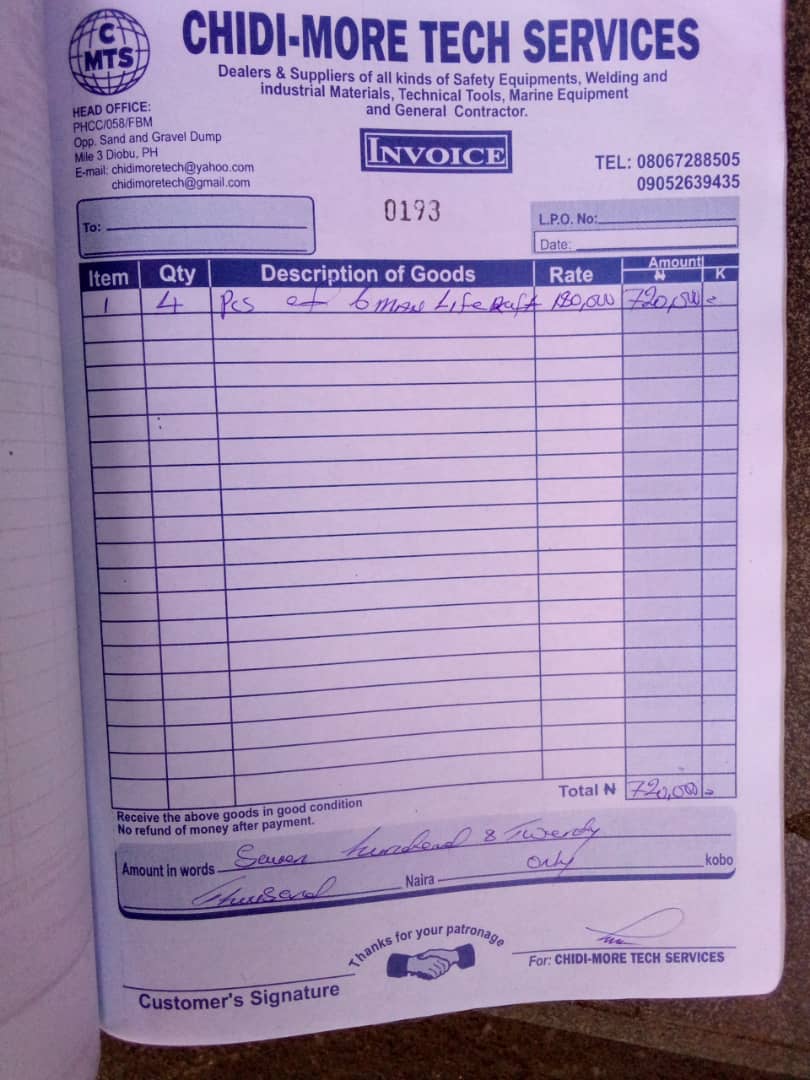 C
MTS
CHIDI-MORE TECH SERVICES
Dealers & Suppliers of all kinds of Safety Equipments, Welding and
industrial Materials, Technical Tools, Marine Equipment
and General Contractor.
HEAD OFFICE:
PHCC/058/FBM
Opp. Sand and Gravel Dump
Mile 3 Diobu, PH
E-mail: chidimoretech@yahoo.com
chidimoretech@gmail.com
INVOICE
TEL: 08067288505
09052639435
To:
0193
L.P.O. No:
Date:
Item Qty Description of Goods Rate Amount ₦ K
1 4 Pcs of 6 man Life Raft 180,000 720,000 =
Total ₦ 720,000 =
Receive the above goods in good condition
No refund of money after payment.
Amount in words Seven hundred & Twenty
Thousand Naira Only kobo
Thanks for your patronage
For: CHIDI-MORE TECH SERVICES
Customer's Signature